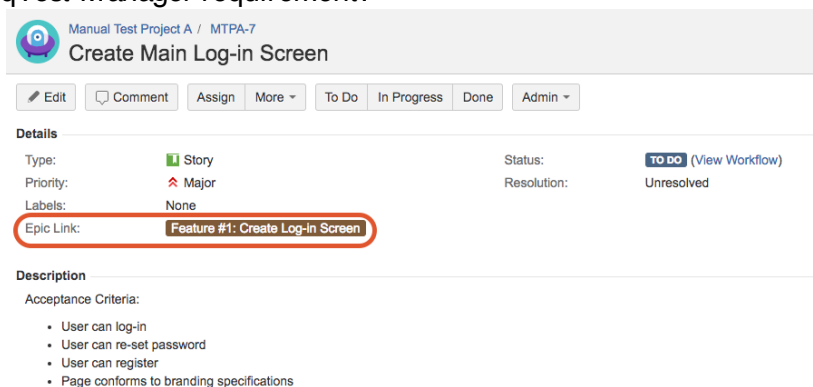 qTest Manager requirement.
Manual Test Project A / MTPA-7
Create Main Log-in Screen
Edit Comment Assign More To Do In Progress Done Admin
Details
Type: Story Status: TO DO (View Workflow)
Priority: Major Resolution: Unresolved
Labels: None
Epic Link: Feature #1: Create Log-in Screen
Description
Acceptance Criteria:
• User can log-in
• User can re-set password
• User can register
• Page conforms to branding specifications